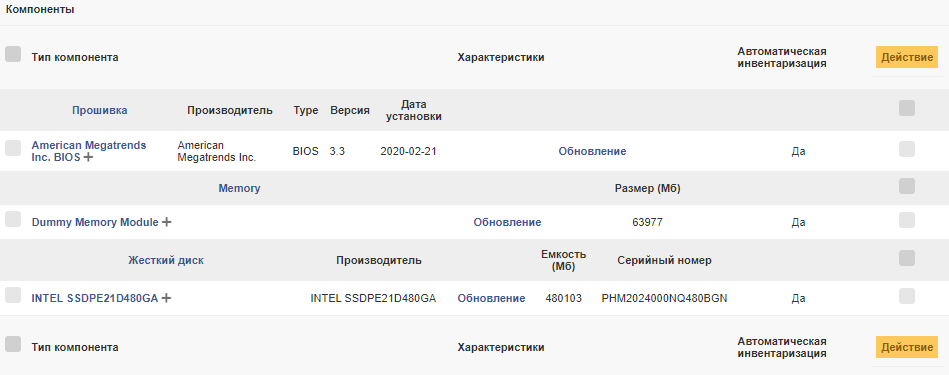 Компоненты
Тип компонента Характеристики Автоматическая инвентаризация Действие
Прошивка Производитель Type Версия Дата установки
American Megatrends Inc. BIOS American Megatrends Inc. BIOS 3.3 2020-02-21 Обновление Да
Memory Размер (Мб)
Dummy Memory Module Обновление 63977 Да
Жесткий диск Производитель Емкость (Мб) Серийный номер
INTEL SSDPE21D480GA INTEL SSDPE21D480GA Обновление 480103 PHM2024000NQ480BGN Да
Тип компонента Характеристики Автоматическая инвентаризация Действие